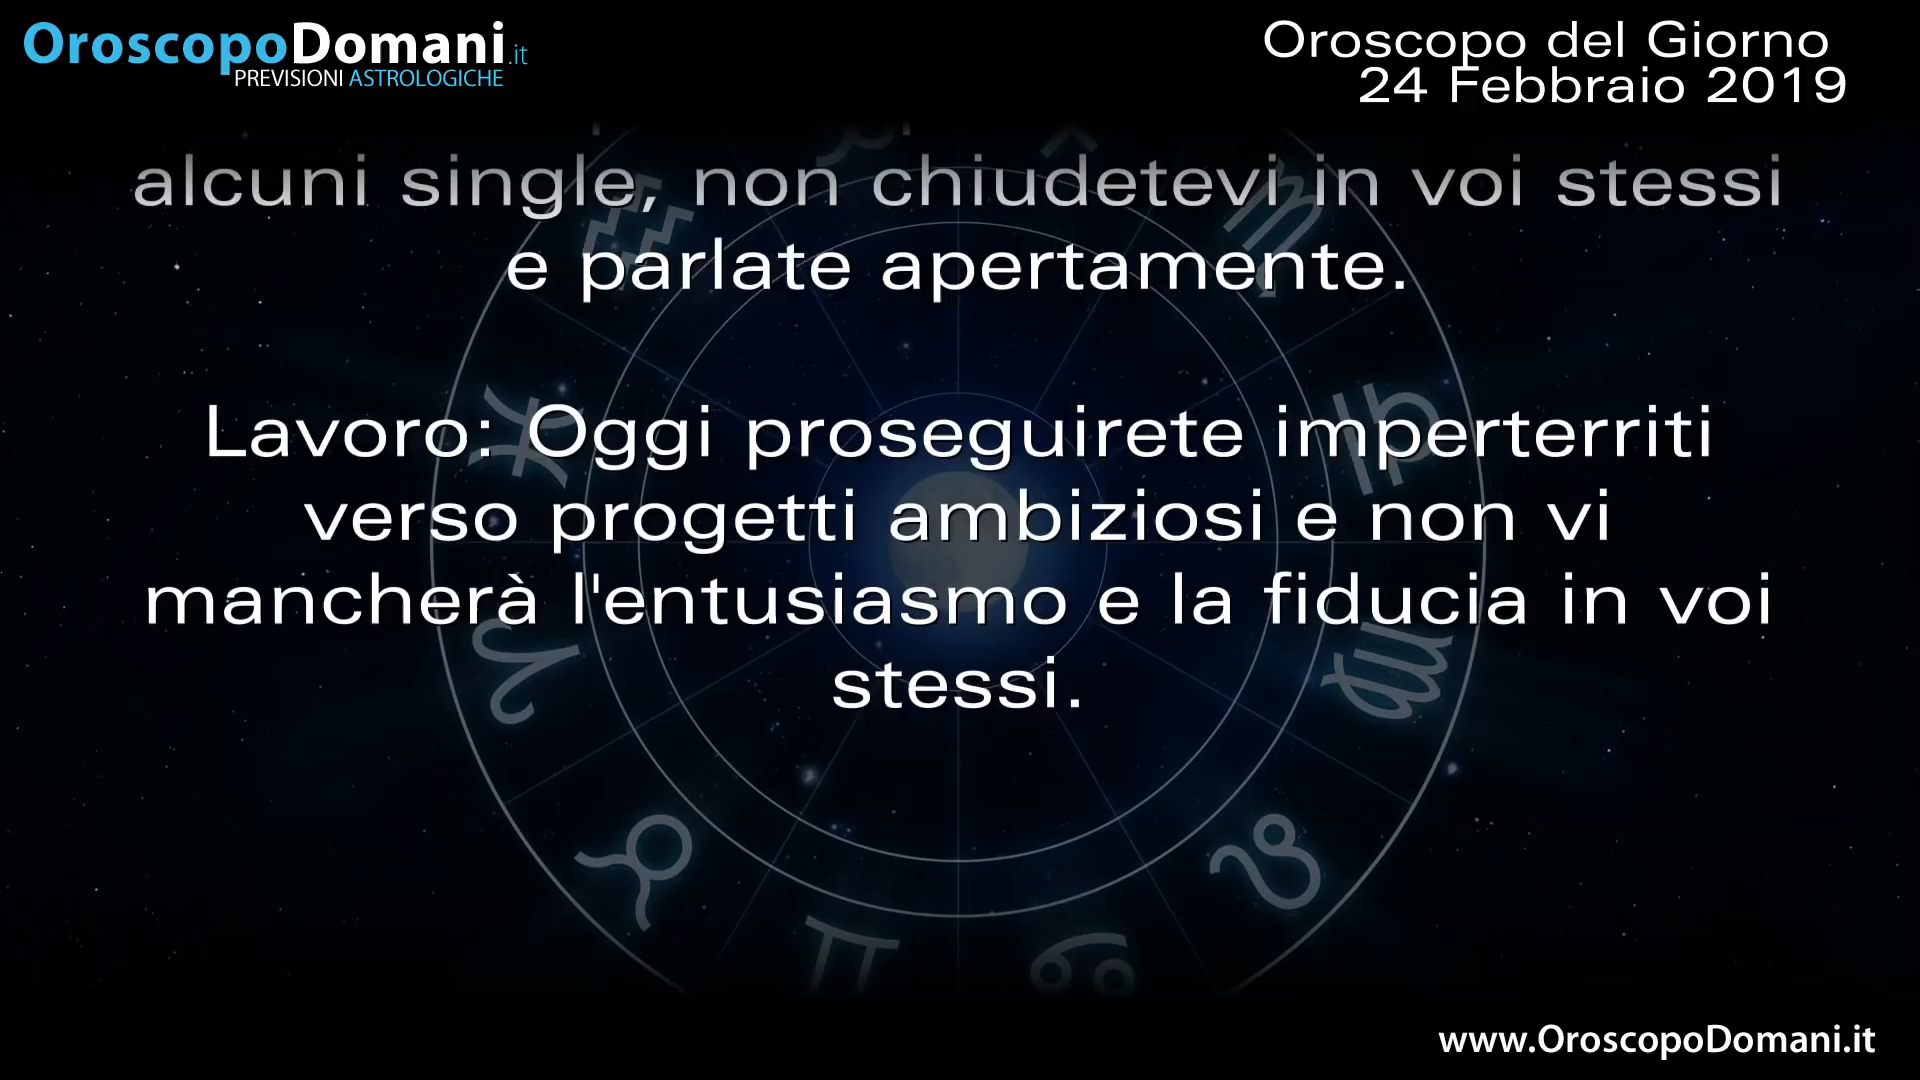 OroscopoDomani.it
PREVISIONI ASTROLOGICHE
Oroscopo del Giorno
24 Febbraio 2019
alcuni single, non chiudetevi in voi stessi
e parlate apertamente.
Lavoro: Oggi proseguirete imperterriti
verso progetti ambiziosi e non vi
mancherà l'entusiasmo e la fiducia in voi
stessi.
www.OroscopoDomani.it